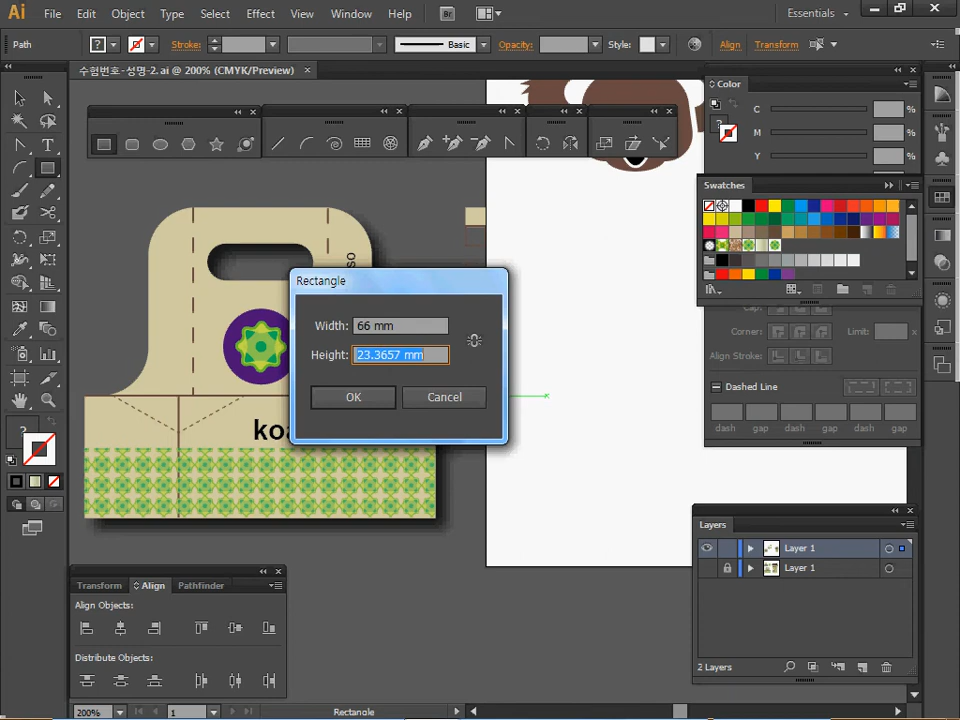 Ai File Edit Object Type Select Effect View Window Help Br Essentials
Path ? Stroke: Basic Opacity: Style: Align Transform
수험번호-성명-2.ai @ 200% (CMYK/Preview) ×
Color
C %
M %
Y %
Swatches
so
koa
Rectangle
Width: 66 mm
Height: 23.3657 mm
OK Cancel
Cap:
Corner: Limit: x
Align Stroke:
Dashed Line
dash gap dash gap dash gap
Layers
Layer 1
Layer 1
2 Layers
Transform Align Pathfinder
Align Objects:
Distribute Objects:
200% 1 Rectangle